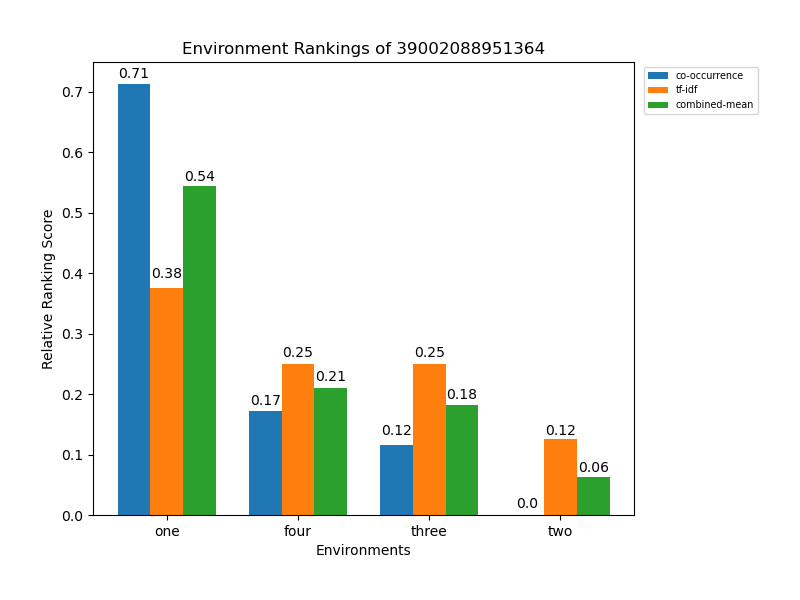 Environment Rankings of 39002088951364
co-occurrence
tf-idf
combined-mean
Relative Ranking Score
0.7
0.6
0.5
0.4
0.3
0.2
0.1
0.0
0.71
0.38
0.54
0.17
0.25
0.21
0.12
0.25
0.18
0.0
0.12
0.06
one
four
three
two
Environments